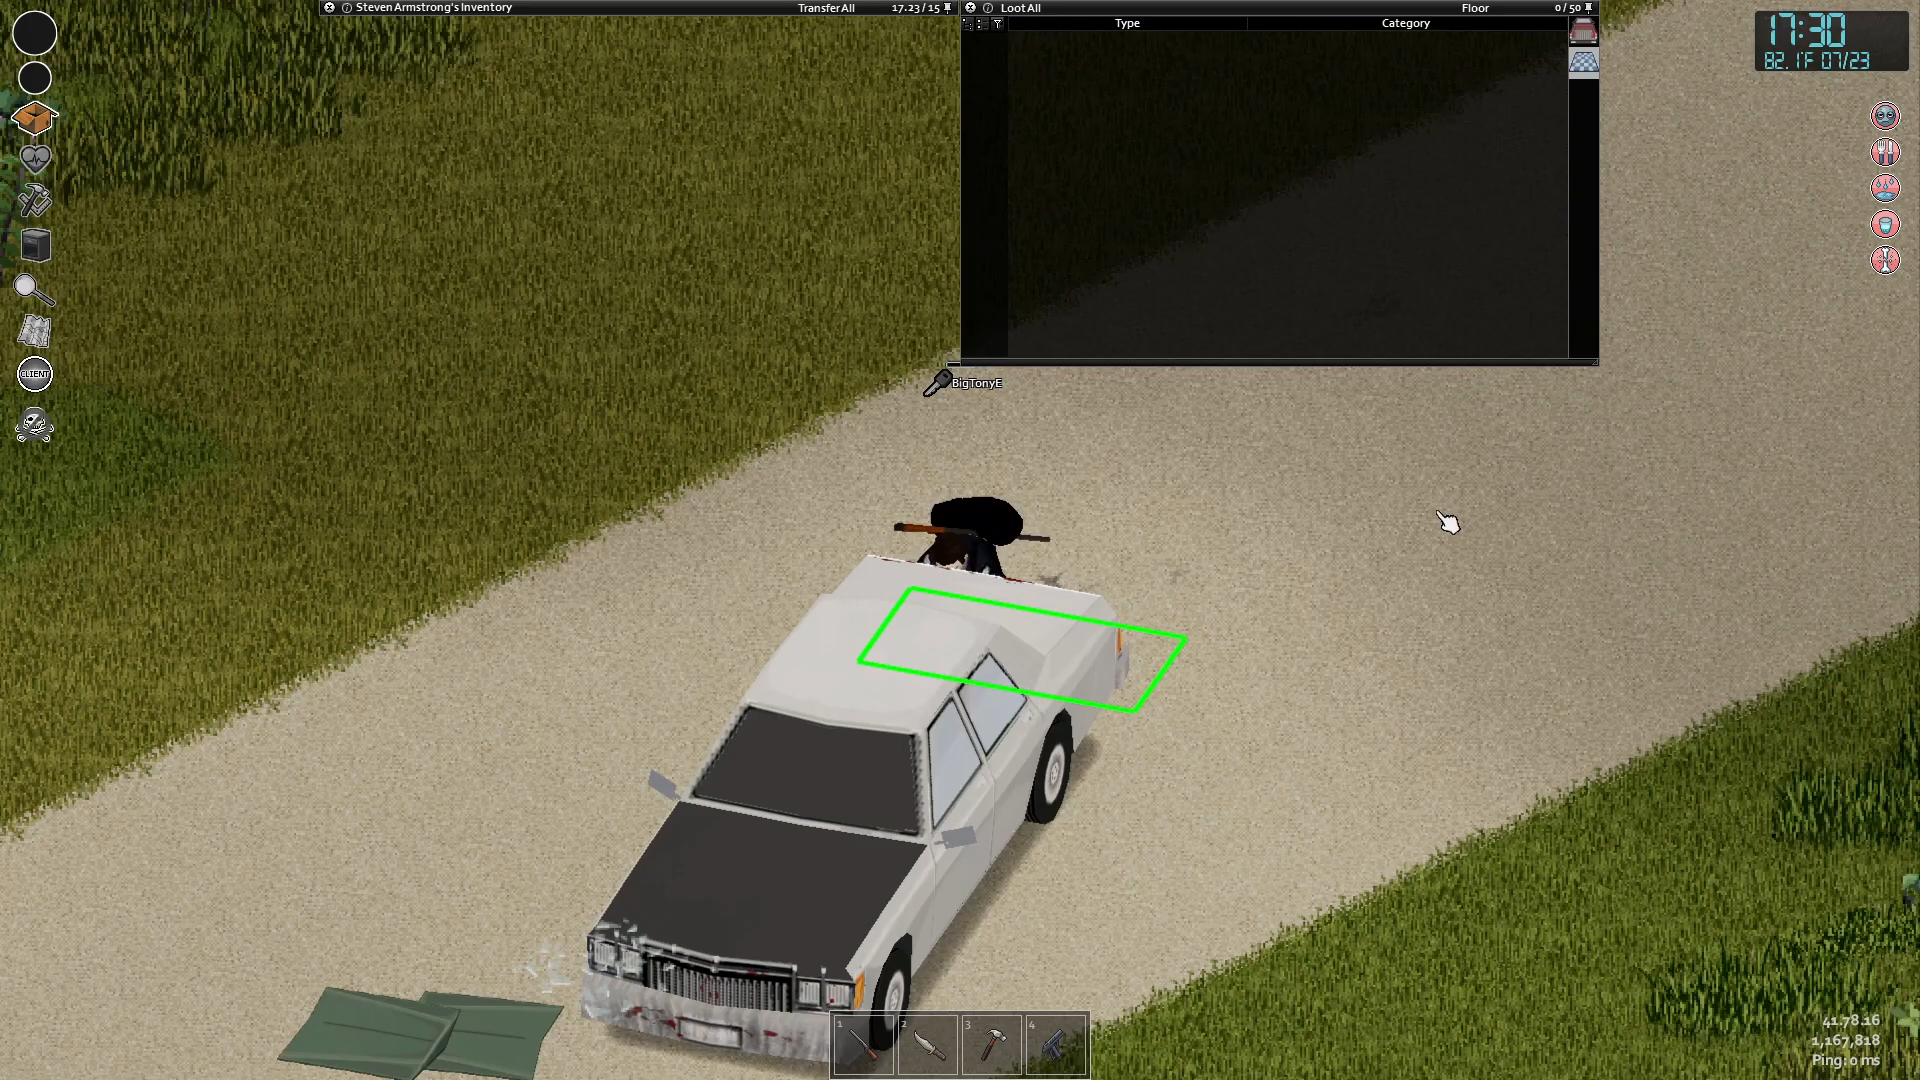 Steven Armstrong's Inventory
Transfer All
17.23 / 15
Loot All
Floor
0 / 50
Type
Category
17:30
82.1F 07/23
CLIENT
BigTonyE
1
2
3
4
41.78.16
1,167,818
Ping: 0 ms